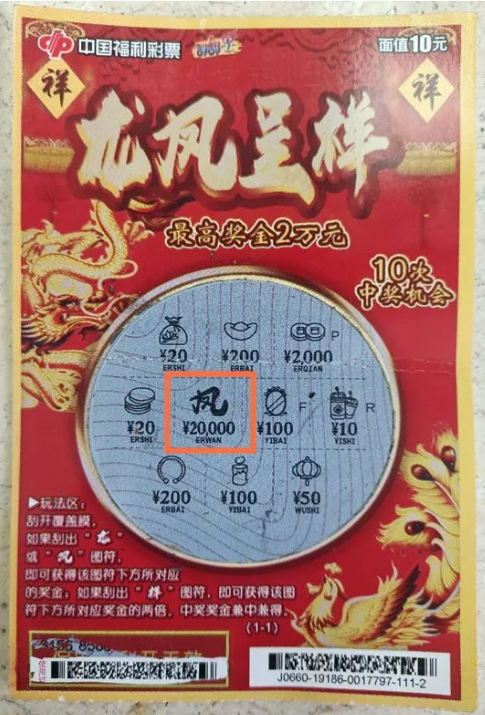 中国福利彩票 刮刮乐 面值10元
祥 祥
龙凤呈祥
最高奖金2万元
10次
中奖机会
P
¥20 ¥200 ¥2,000
ERSHI ERBAI ERQIAN
凤 F R
¥20 ¥20,000 ¥100 ¥10
ERSHI ERWAN YIBAI YISHI
¥200 ¥100 ¥50
ERBAI YIBAI WUSHI
▶玩法区:
刮开覆盖膜,
如果刮出“龙”
或“凤”图符,
即可获得该图符下方所对应
的奖金;如果刮出“祥”图符,即可获得该图
符下方所对应奖金的两倍,中奖奖金兼中兼得。
(1-1)
J0660-19186-0017797-111-2